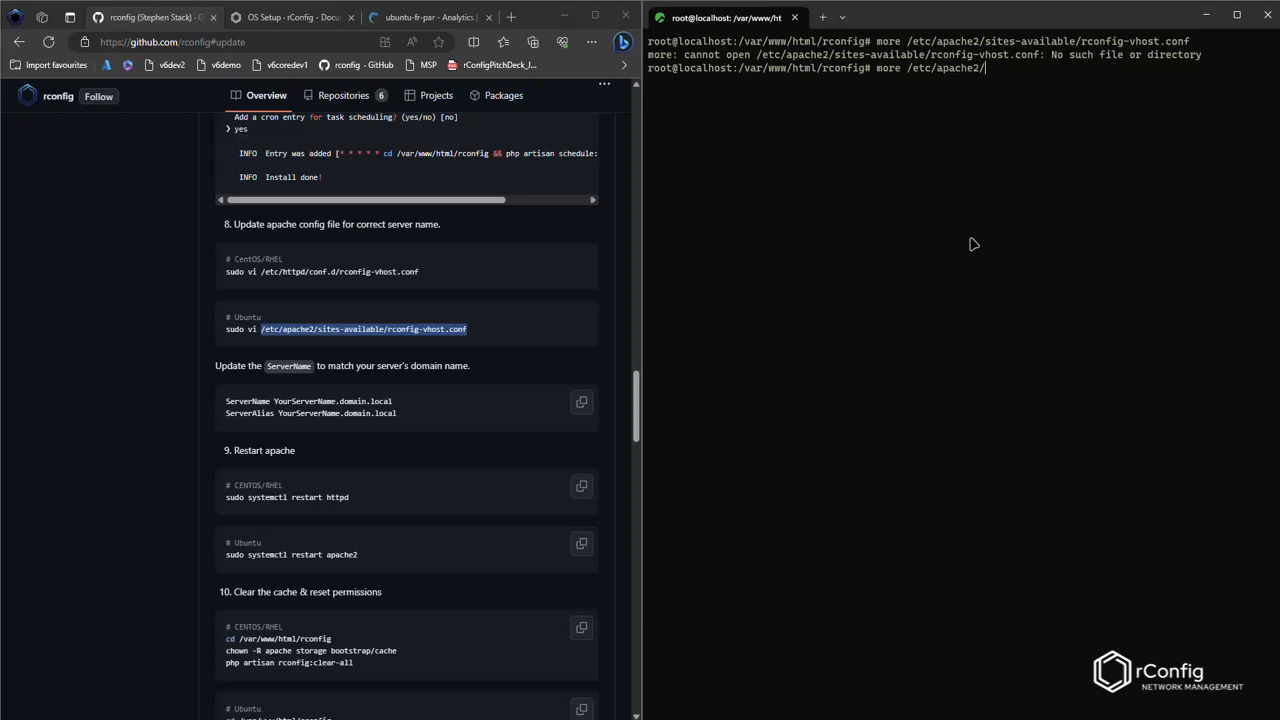 rconfig (Stephen Stack) · G
OS Setup - rConfig - Docu
ubuntu-fr-par - Analytics |
https://github.com/rconfig#update
Import favourites
v6dev2
v6demo
rconfig - GitHub
MSP
rConfigPitchDeck_J...
rconfig
Follow
Overview
Repositories 6
Projects
Packages
Add a cron entry for task scheduling? (yes/no) [no]
❯ yes
INFO  Entry was added [* * * * * cd /var/www/html/rconfig && php artisan schedule:
INFO  Install done!
8. Update apache config file for correct server name.
# CentOS/RHEL
sudo vi /etc/httpd/conf.d/rconfig-vhost.conf
# Ubuntu
sudo vi /etc/apache2/sites-available/rconfig-vhost.conf
Update the ServerName to match your server's domain name.
ServerName YourServerName.domain.local
ServerAlias YourServerName.domain.local
9. Restart apache
# CENTOS/RHEL
sudo systemctl restart httpd
# Ubuntu
sudo systemctl restart apache2
10. Clear the cache & reset permissions
# CENTOS/RHEL
cd /var/www/html/rconfig
chown -R apache storage bootstrap/cache
php artisan rconfig:clear-all
# Ubuntu
cd /var/www/html/rconfig
root@localhost: /var/www/ht
root@localhost:/var/www/html/rconfig# more /etc/apache2/sites-available/rconfig-vhost.conf
more: cannot open /etc/apache2/sites-available/rconfig-vhost.conf: No such file or directory
root@localhost:/var/www/html/rconfig# more /etc/apache2/
rConfig
NETWORK MANAGEMENT